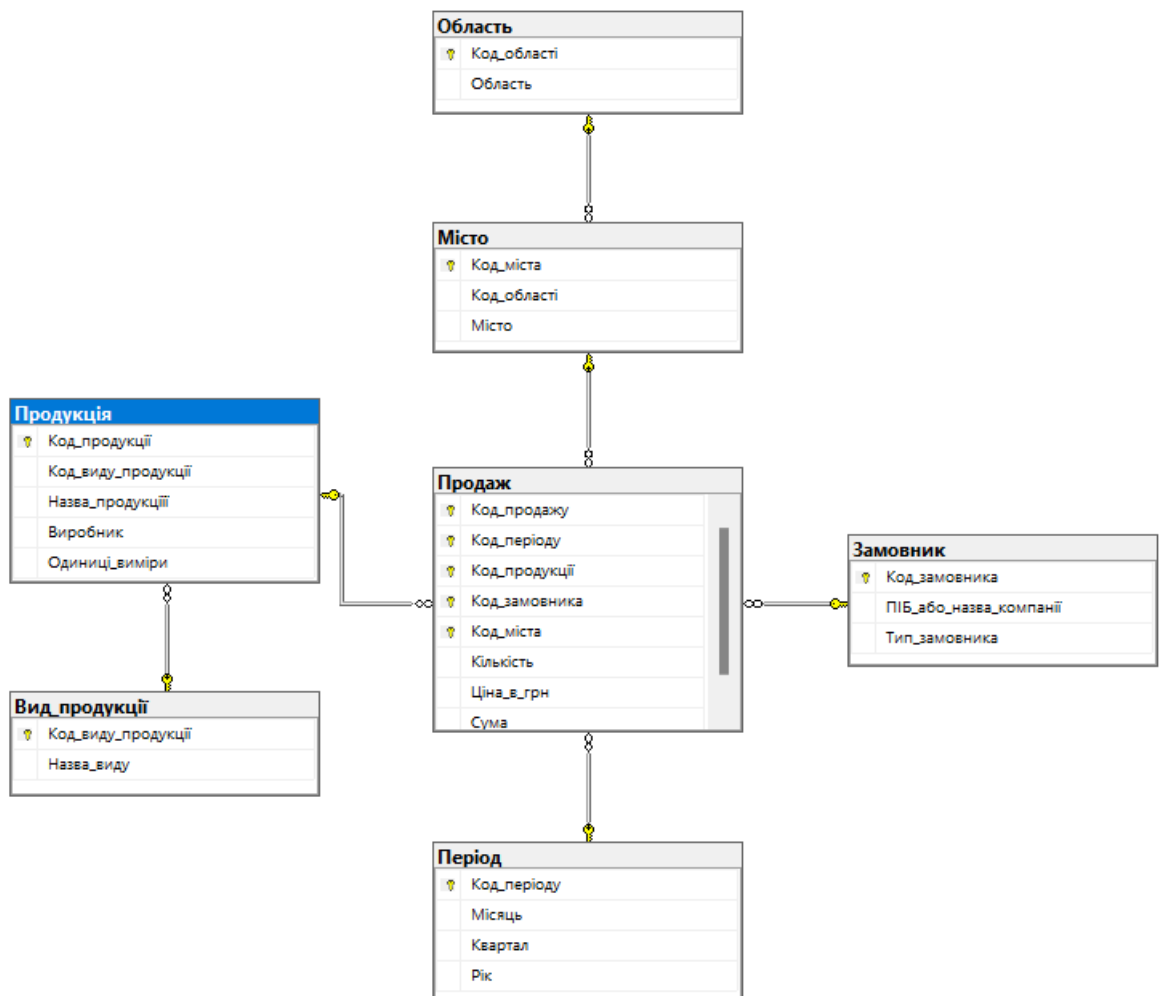 Область
Код_області
Область
Місто
Код_міста
Код_області
Місто
Продукція
Код_продукції
Код_виду_продукції
Назва_продукціїї
Виробник
Одиниці_виміри
Продаж
Код_продажу
Код_періоду
Код_продукції
Код_замовника
Код_міста
Кількість
Ціна_в_грн
Сума
Замовник
Код_замовника
ПІБ_або_назва_компанії
Тип_замовника
Вид_продукції
Код_виду_продукції
Назва_виду
Період
Код_періоду
Місяць
Квартал
Рік